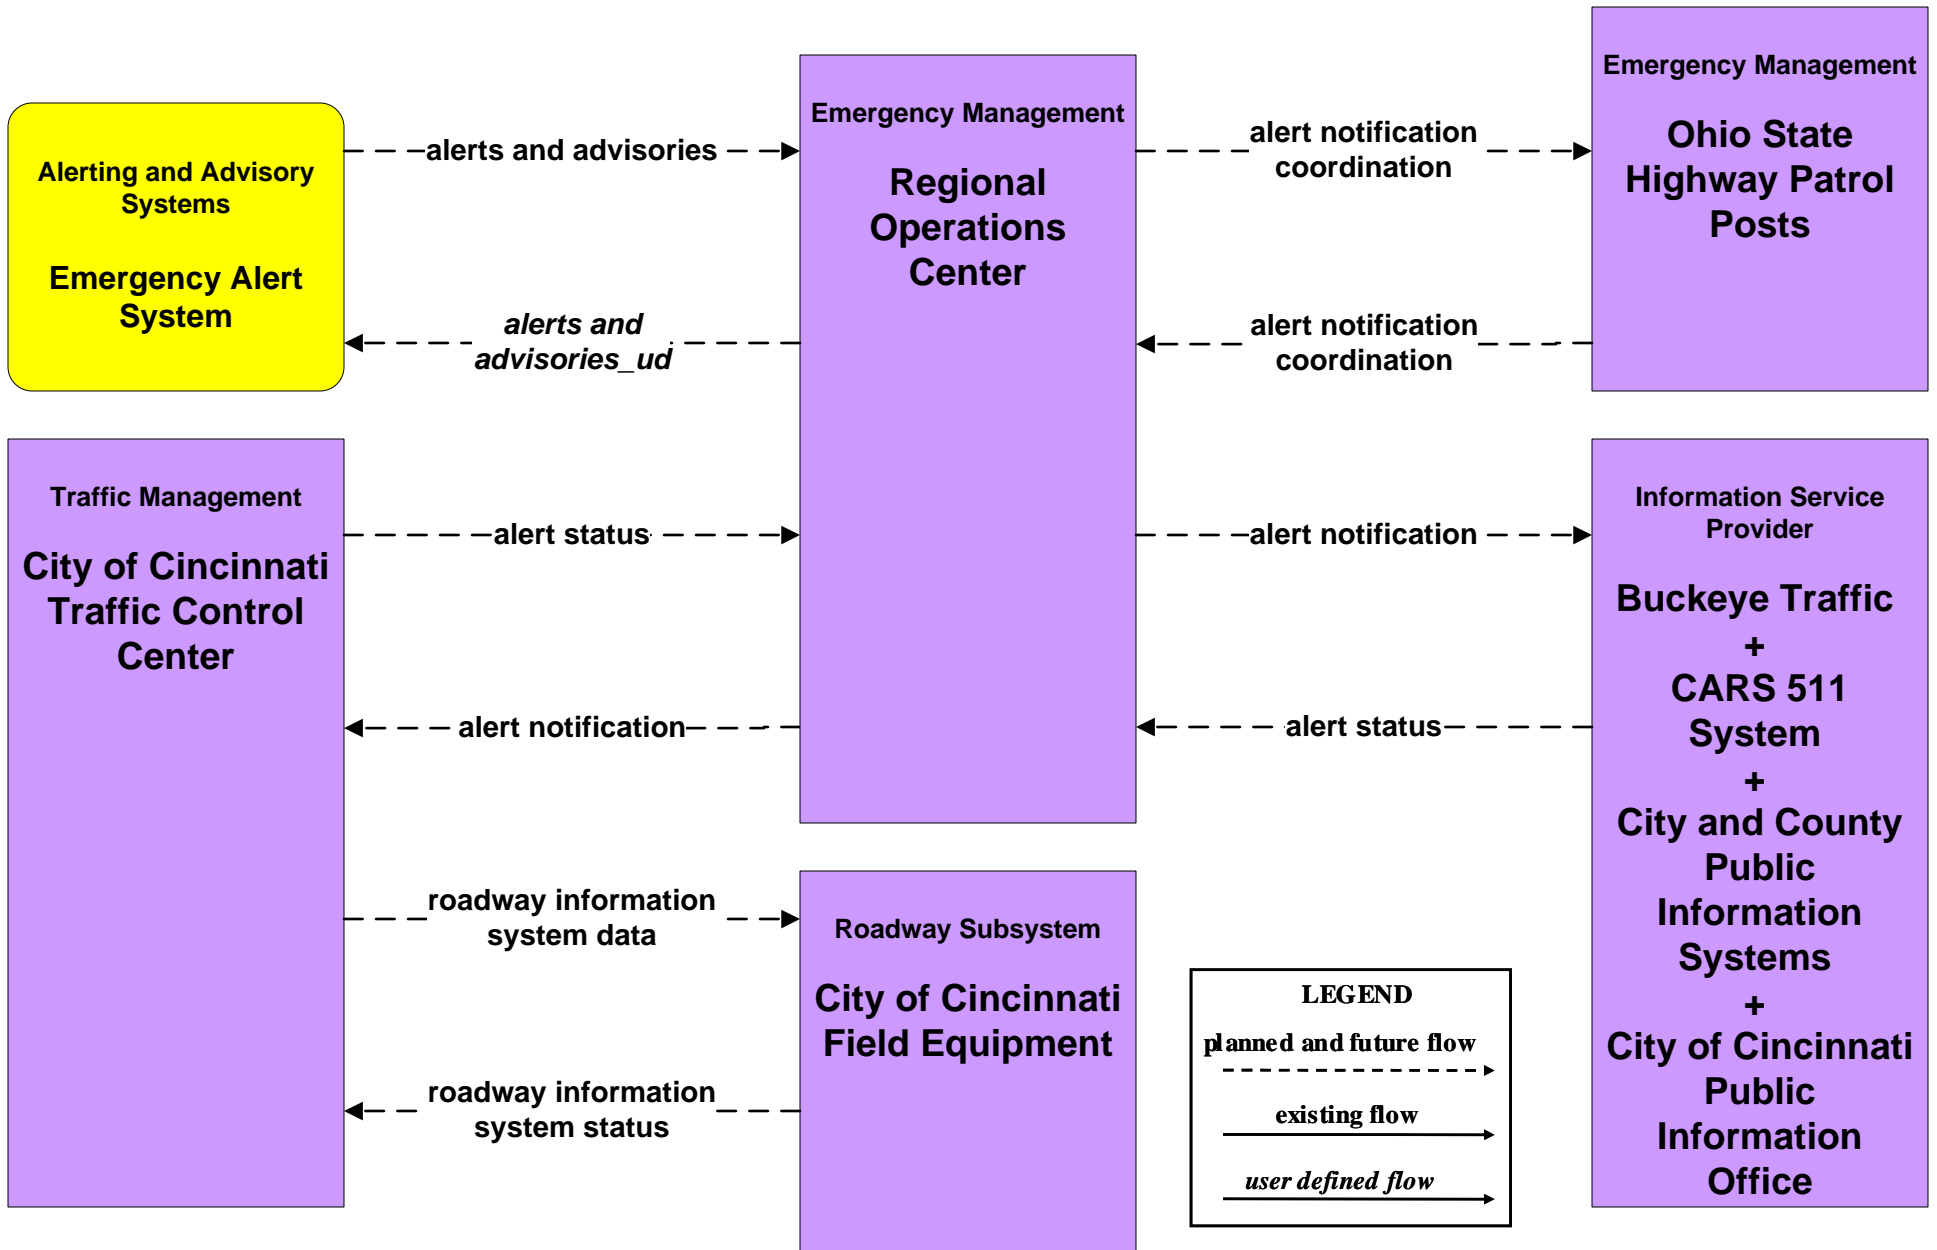 Alerting and Advisory
Systems
Emergency Alert
System
alerts and advisories
alerts and
advisories_ud
Emergency Management
Regional
Operations
Center
alert notification
coordination
alert notification
coordination
Emergency Management
Ohio State
Highway Patrol
Posts
Traffic Management
City of Cincinnati
Traffic Control
Center
alert status
alert notification
alert notification
alert status
Information Service
Provider
Buckeye Traffic
+
CARS 511
System
+
City and County
Public
Information
Systems
+
City of Cincinnati
Public
Information
Office
roadway information
system data
roadway information
system status
Roadway Subsystem
City of Cincinnati
Field Equipment
LEGEND
planned and future flow
existing flow
user defined flow